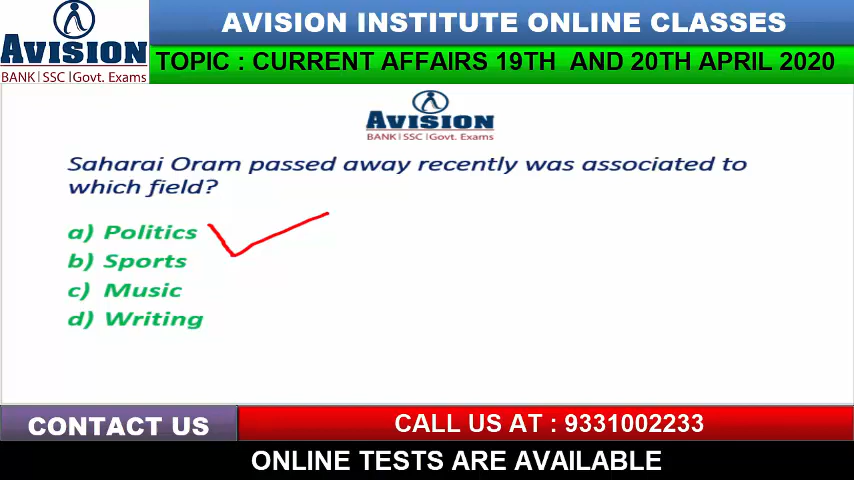 AVISION INSTITUTE ONLINE CLASSES
AVISION
BANK|SSC|Govt. Exams
TOPIC : CURRENT AFFAIRS 19TH AND 20TH APRIL 2020
AVISION
BANK|SSC|Govt. Exams
Saharai Oram passed away recently was associated to
which field?
a) Politics
b) Sports
c) Music
d) Writing
CONTACT US
CALL US AT : 9331002233
ONLINE TESTS ARE AVAILABLE